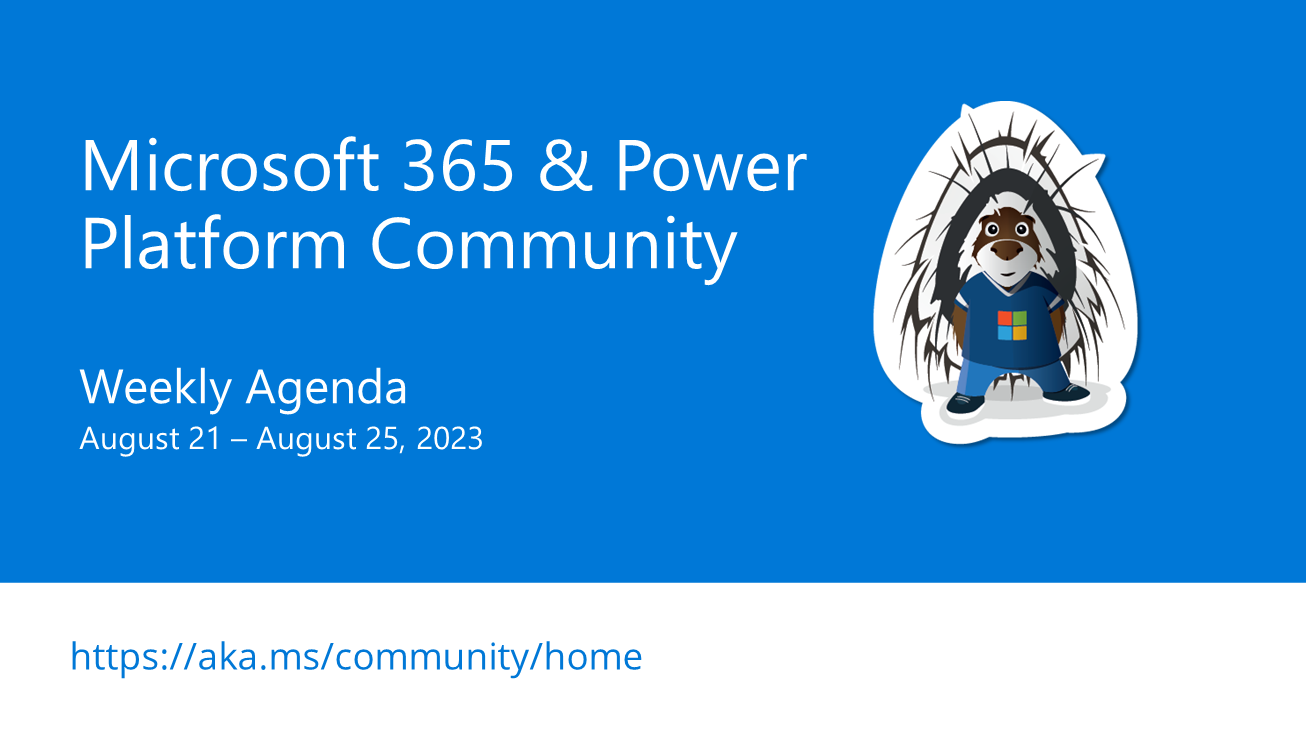 Microsoft 365 & Power
Platform Community
Weekly Agenda
August 21 – August 25, 2023
https://aka.ms/community/home